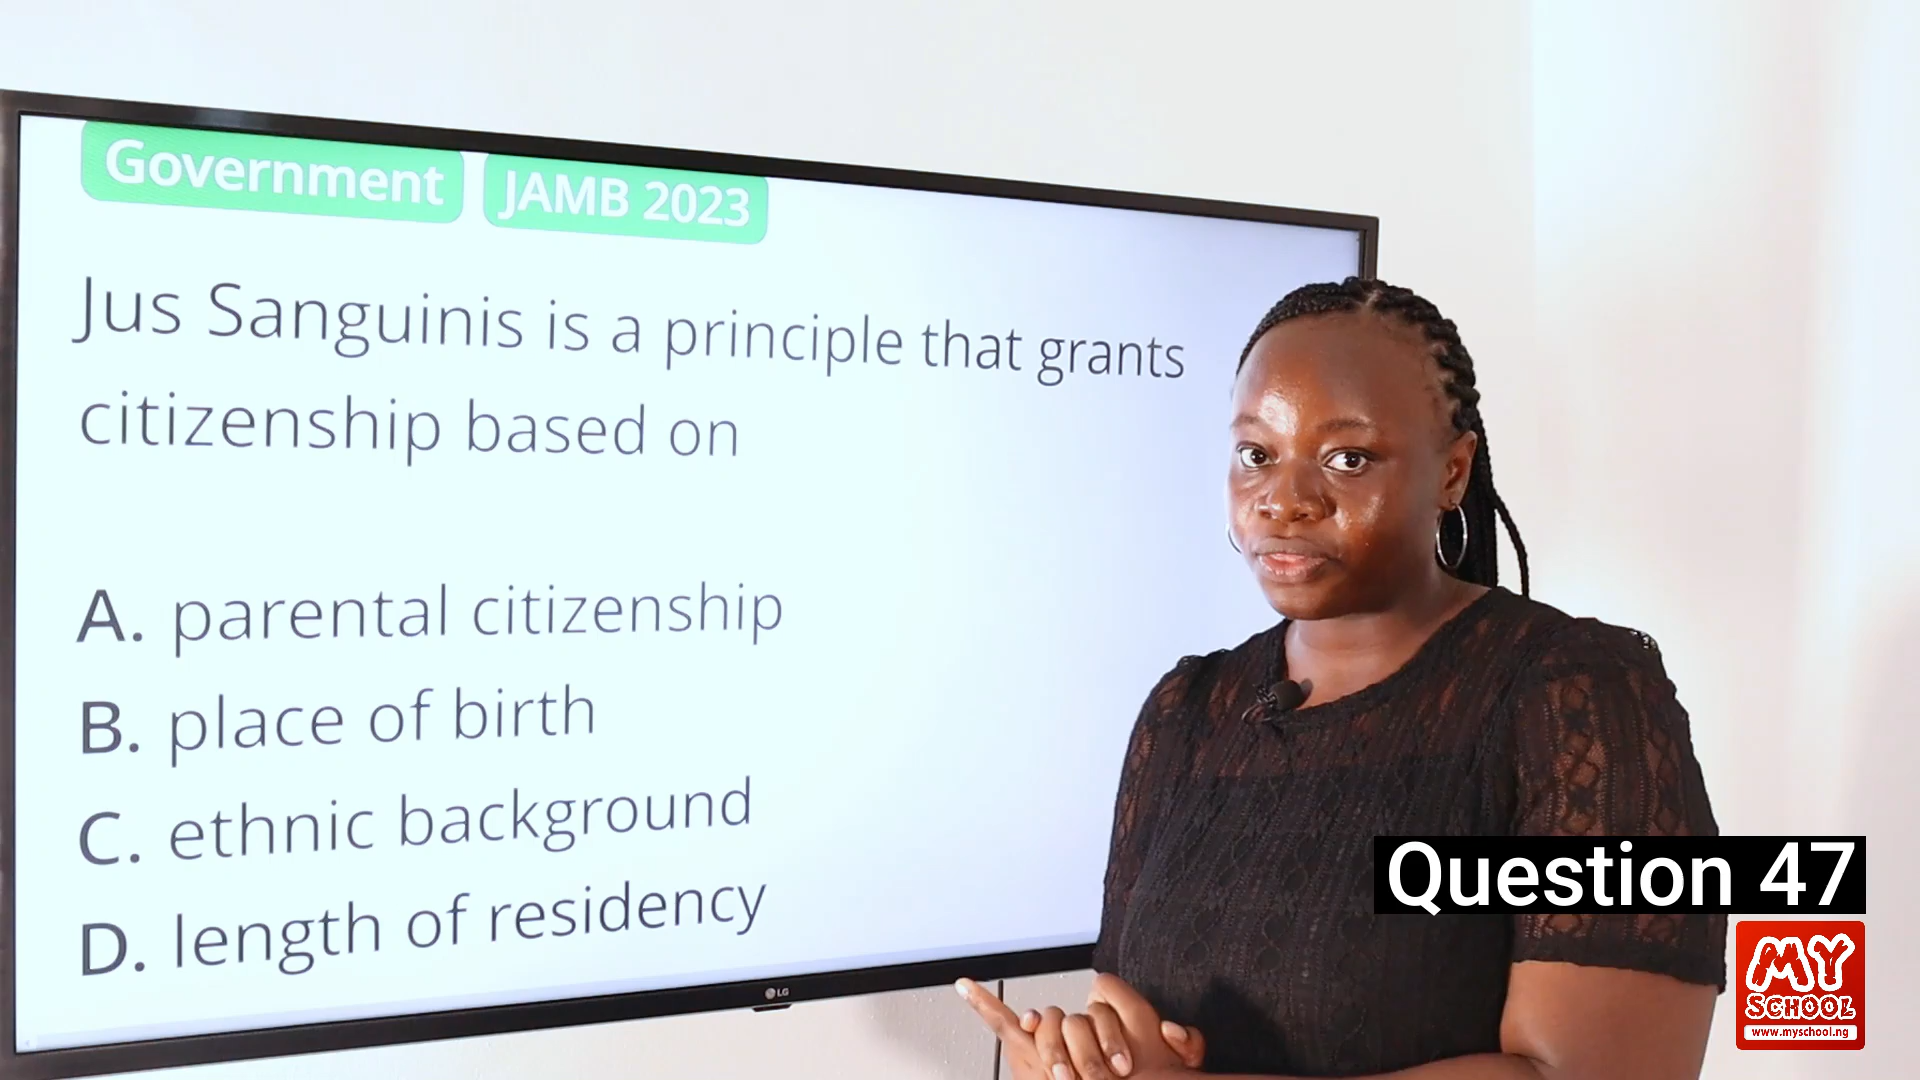 Government JAMB 2023
Jus Sanguinis is a principle that grants
citizenship based on
A. parental citizenship
B. place of birth
C. ethnic background
D. length of residency
LG
Question 47
MY
SCHOOL
www.myschool.ng